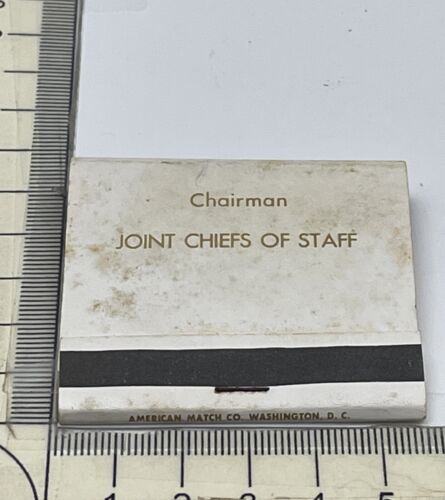 Chairman
JOINT CHIEFS OF STAFF
AMERICAN MATCH CO. WASHINGTON, D. C.
1 2 3 4 5